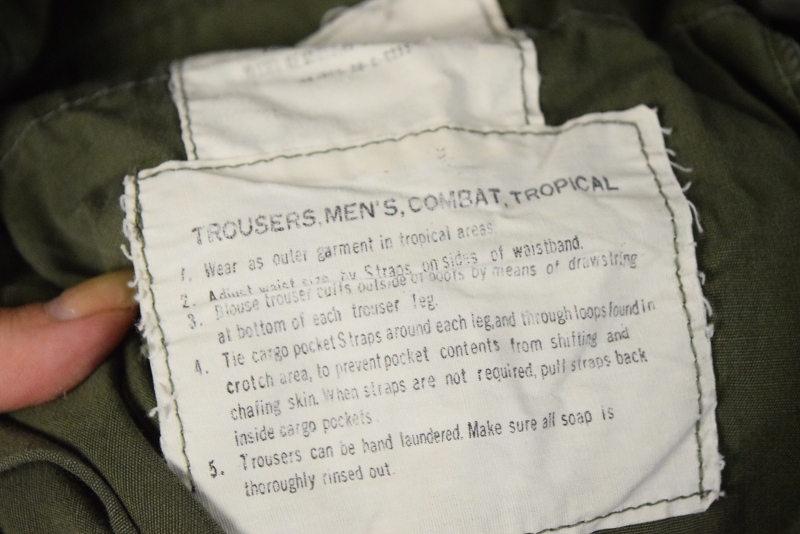 TROUSERS, MEN'S, COMBAT, TROPICAL
1. Wear as outer garment in tropical areas.
2. Adjust waist size by Straps on sides of waistband.
3. Blouse trouser cuffs outside of boots by means of drawstring
at bottom of each trouser leg.
4. Tie cargo pocket Straps around each leg, and through loops found in
crotch area, to prevent pocket contents from shifting and
chafing skin. When straps are not required, pull straps back
inside cargo pockets.
5. Trousers can be hand laundered. Make sure all soap is
thoroughly rinsed out.